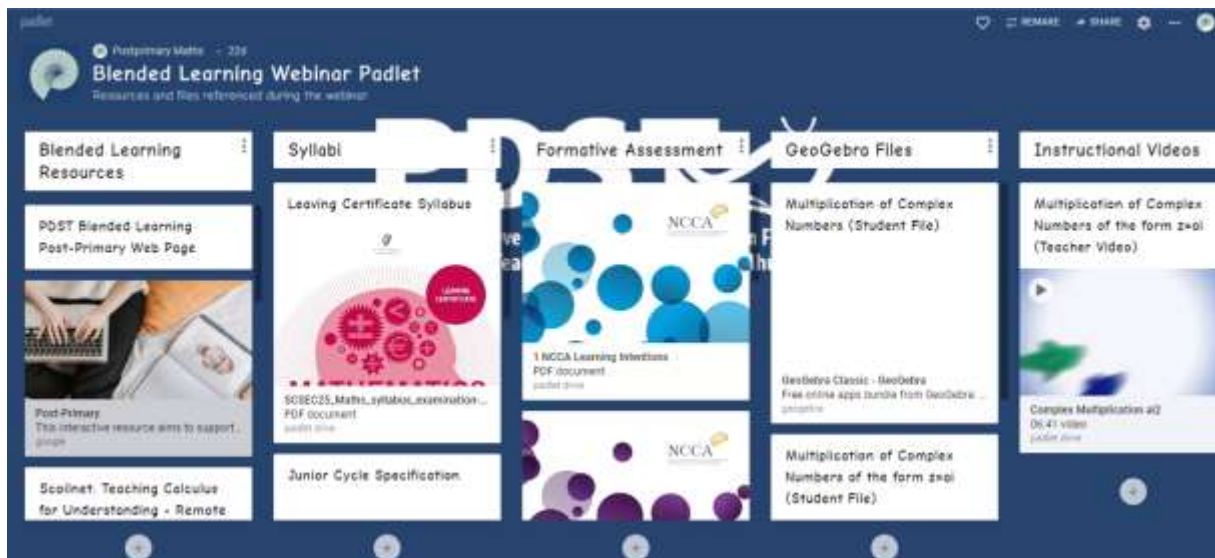 padlet
REMAKE
SHARE
Postprimary Maths
22d
Blended Learning Webinar Padlet
Resources and files referenced during the webinar
PDST
Blended Learning
Resources
PDST Blended Learning
Post-Primary Web Page
Post-Primary
This interactive resource aims to support...
google
Scoilnet: Teaching Calculus
for Understanding - Remote
Syllabi
Leaving Certificate Syllabus
LEAVING
CERTIFICATE
MATHEMATICS
SCSEC25_Maths_syllabus_examination-...
PDF document
padlet drive
Junior Cycle Specification
Formative Assessment
NCCA
1 NCCA Learning Intentions
PDF document
padlet drive
NCCA
GeoGebra Files
Multiplication of Complex
Numbers (Student File)
GeoGebra Classic - GeoGebra
Free online apps bundle from GeoGebra: ...
geogebra
Multiplication of Complex
Numbers of the form z=ai
(Student File)
Instructional Videos
Multiplication of Complex
Numbers of the form z=ai
(Teacher Video)
Complex Multiplication ai2
06:41 video
padlet drive